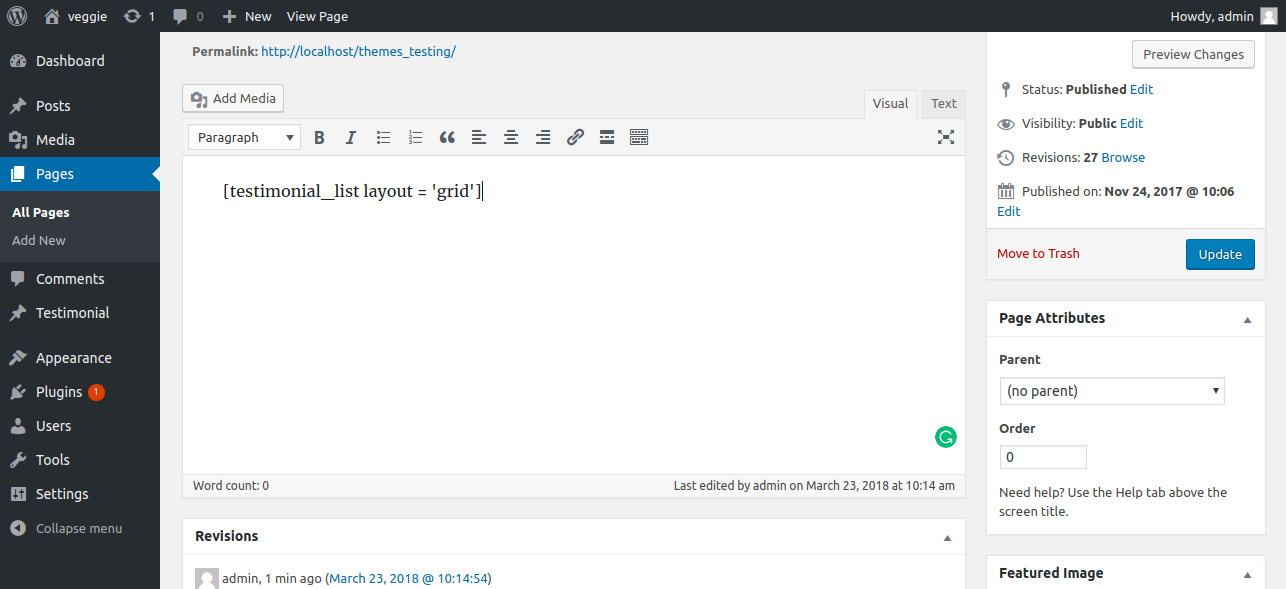 veggie 1 0 New View Page Howdy, admin
Dashboard
Posts
Media
Pages
All Pages
Add New
Comments
Testimonial
Appearance
Plugins 1
Users
Tools
Settings
Collapse menu
Permalink: http://localhost/themes_testing/
Add Media
Visual Text
Paragraph
[testimonial_list layout = 'grid']
Word count: 0 Last edited by admin on March 23, 2018 at 10:14 am
Revisions
admin, 1 min ago (March 23, 2018 @ 10:14:54)
Preview Changes
Status: Published Edit
Visibility: Public Edit
Revisions: 27 Browse
Published on: Nov 24, 2017 @ 10:06
Edit
Move to Trash Update
Page Attributes
Parent
(no parent)
Order
0
Need help? Use the Help tab above the
screen title.
Featured Image